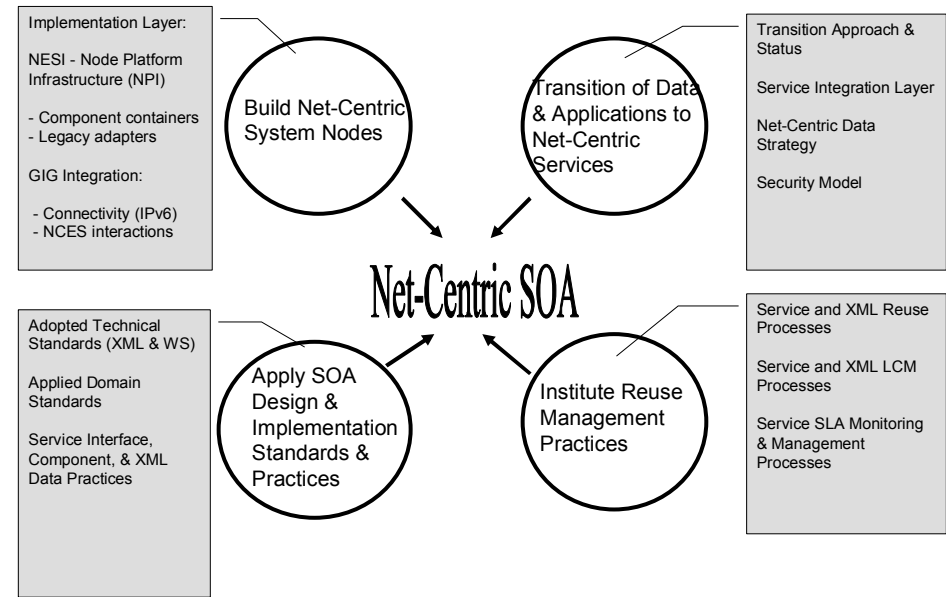 Implementation Layer:
NESI - Node Platform
Infrastructure (NPI)
- Component containers
- Legacy adapters
GIG Integration:
- Connectivity (IPv6)
- NCES interactions
Build Net-Centric
System Nodes
Transition of Data
& Applications to
Net-Centric
Services
Transition Approach &
Status
Service Integration Layer
Net-Centric Data
Strategy
Security Model
Net-Centric SOA
Adopted Technical
Standards (XML & WS)
Applied Domain
Standards
Service Interface,
Component, & XML
Data Practices
Apply SOA
Design &
Implementation
Standards &
Practices
Institute Reuse
Management
Practices
Service and XML Reuse
Processes
Service and XML LCM
Processes
Service SLA Monitoring
& Management
Processes